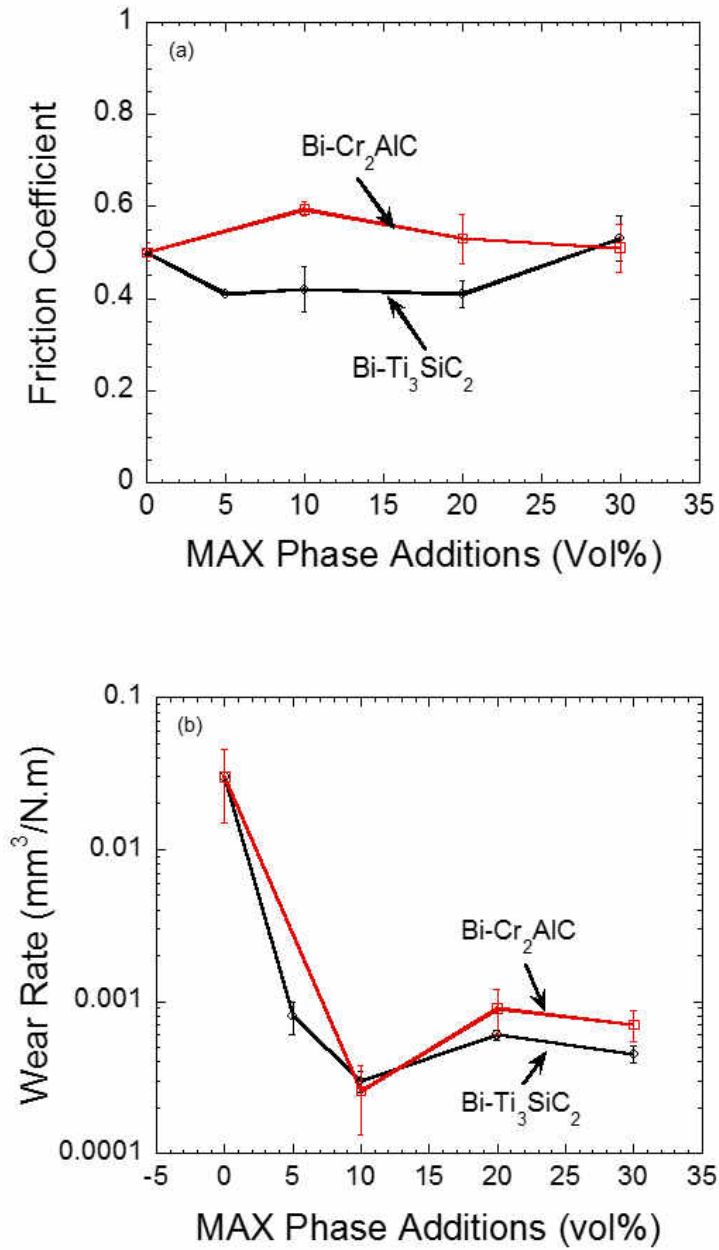 (a)
1
0.8
0.6
0.4
0.2
0
Friction Coefficient
Bi-Cr₂AlC
Bi-Ti₃SiC₂
0 5 10 15 20 25 30 35
MAX Phase Additions (Vol%)
(b)
0.1
0.01
0.001
0.0001
Wear Rate (mm³/N.m)
Bi-Cr₂AlC
Bi-Ti₃SiC₂
-5 0 5 10 15 20 25 30 35
MAX Phase Additions (vol%)